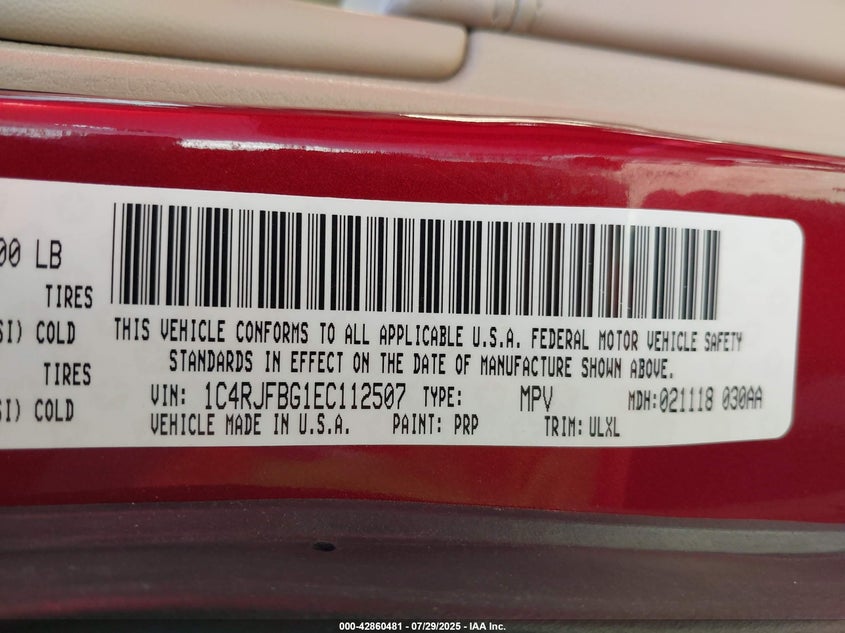 00 LB
TIRES
SI) COLD
TIRES
SI) COLD
THIS VEHICLE CONFORMS TO ALL APPLICABLE U.S.A. FEDERAL MOTOR VEHICLE SAFETY
STANDARDS IN EFFECT ON THE DATE OF MANUFACTURE SHOWN ABOVE.
VIN: 1C4RJFBG1EC112507 TYPE: MPV MDH:021118 030AA
VEHICLE MADE IN U.S.A. PAINT: PRP TRIM: ULXL
000-42860481 - 07/29/2025 - IAA Inc.